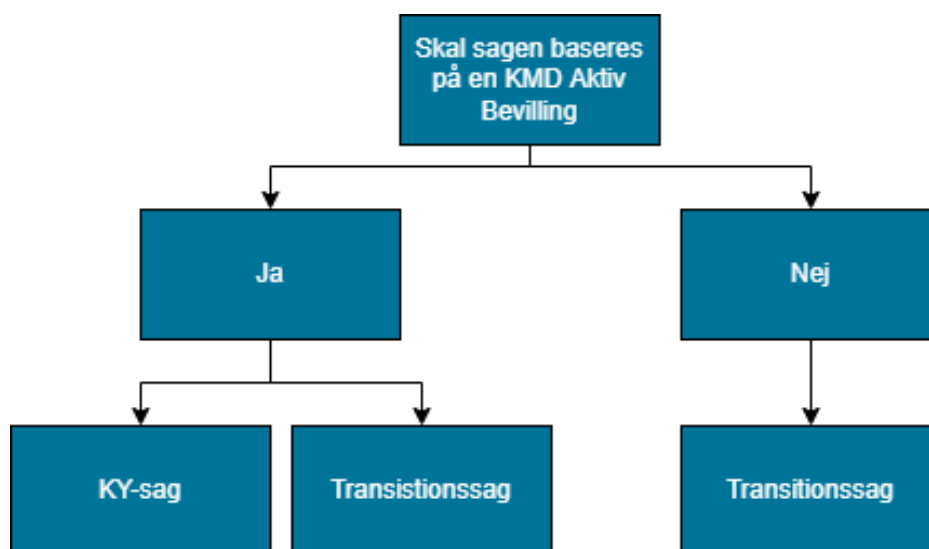 Skal sagen baseres
på en KMD Aktiv
Bevilling
Ja
Nej
KY-sag
Transistionssag
Transitionssag